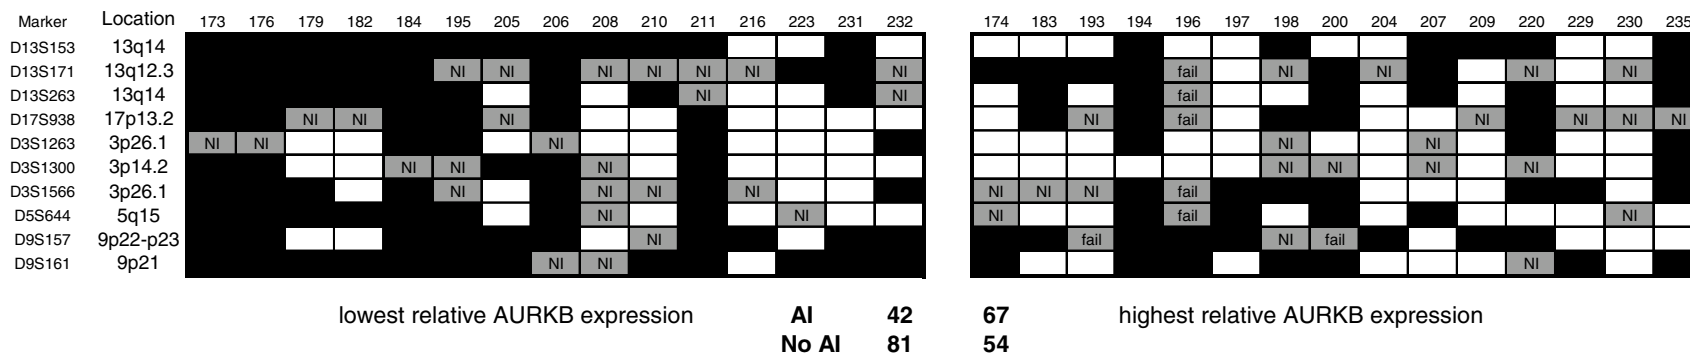 Marker Location 173 176 179 182 184 195 205 206 208 210 211 216 223 231 232 174 183 193 194 196 197 198 200 204 207 209 220 229 230 235
D13S153 13q14
D13S171 13q12.3 NI NI NI NI NI NI NI fail NI NI NI NI
D13S263 13q14 NI NI fail
D17S938 17p13.2 NI NI NI NI fail NI NI NI NI
D3S1263 3p26.1 NI NI NI NI NI
D3S1300 3p14.2 NI NI NI NI NI NI NI
D3S1566 3p26.1 NI NI NI NI NI NI NI fail
D5S644 5q15 NI NI NI fail NI
D9S157 9p22-p23 NI fail NI fail
D9S161 9p21 NI NI NI
lowest relative AURKB expression AI 42 67 highest relative AURKB expression
No AI 81 54